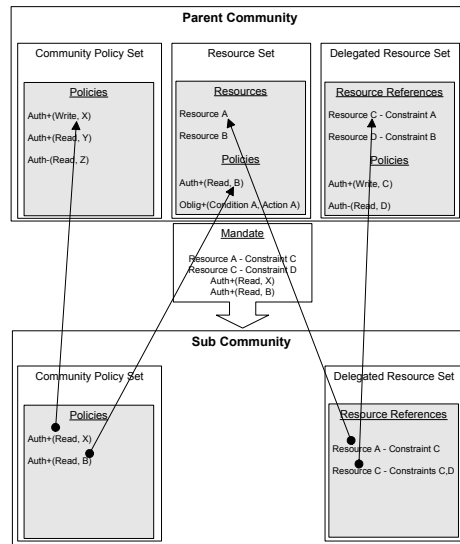 Parent Community
Community Policy Set
Policies
Auth+(Write, X)
Auth+(Read, Y)
Auth-(Read, Z)
Resource Set
Resources
Resource A
Resource B
Policies
Auth+(Read, B)
Oblig+(Condition A, Action A)
Delegated Resource Set
Resource References
Resource C - Constraint A
Resource D - Constraint B
Policies
Auth+(Write, C)
Auth-(Read, D)
Mandate
Resource A - Constraint C
Resource C - Constraint D
Auth+(Read, X)
Auth+(Read, B)
Sub Community
Community Policy Set
Policies
Auth+(Read, X)
Auth+(Read, B)
Delegated Resource Set
Resource References
Resource A - Constraint C
Resource C - Constraints C,D